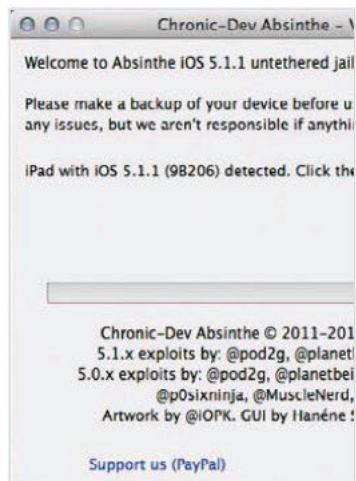 Chronic-Dev Absinthe –
Welcome to Absinthe iOS 5.1.1 untethered jail
Please make a backup of your device before u
any issues, but we aren't responsible if anythi
iPad with iOS 5.1.1 (9B206) detected. Click the
Chronic-Dev Absinthe © 2011-201
5.1.x exploits by: @pod2g, @planet
5.0.x exploits by: @pod2g, @planetbei
@p0sixninja, @MuscleNerd,
Artwork by @iOPK. GUI by Hanéne S
Support us (PayPal)